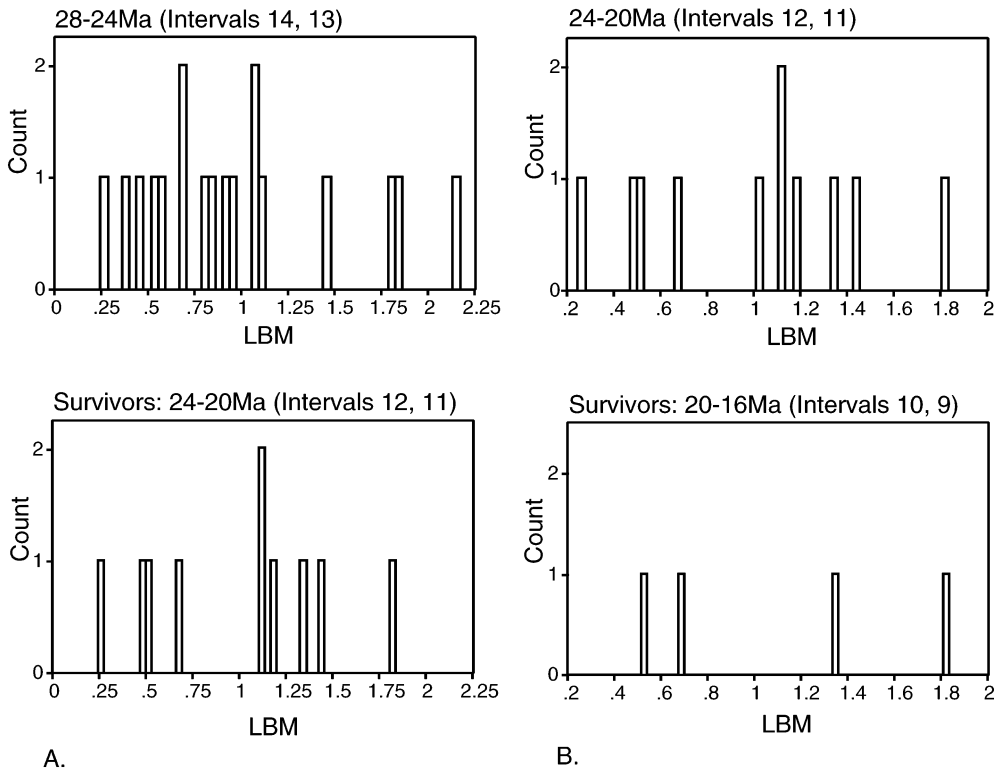 28-24Ma (Intervals 14, 13)
2
1
0
Count
0 .25 .5 .75 1 1.25 1.5 1.75 2 2.25
LBM
24-20Ma (Intervals 12, 11)
2
1
0
Count
.2 .4 .6 .8 1 1.2 1.4 1.6 1.8 2
LBM
Survivors: 24-20Ma (Intervals 12, 11)
2
1
0
Count
0 .25 .5 .75 1 1.25 1.5 1.75 2 2.25
LBM
A.
Survivors: 20-16Ma (Intervals 10, 9)
2
1
0
Count
.2 .4 .6 .8 1 1.2 1.4 1.6 1.8 2
LBM
B.